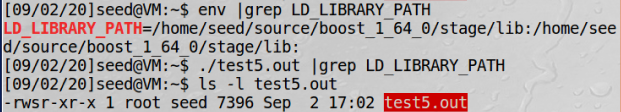 [09/02/20]seed@VM:~$ env |grep LD_LIBRARY_PATH
LD_LIBRARY_PATH=/home/seed/source/boost_1_64_0/stage/lib:/home/see
d/source/boost_1_64_0/stage/lib:
[09/02/20]seed@VM:~$ ./test5.out |grep LD_LIBRARY_PATH
[09/02/20]seed@VM:~$ ls -l test5.out
-rwsr-xr-x 1 root seed 7396 Sep  2 17:02 test5.out